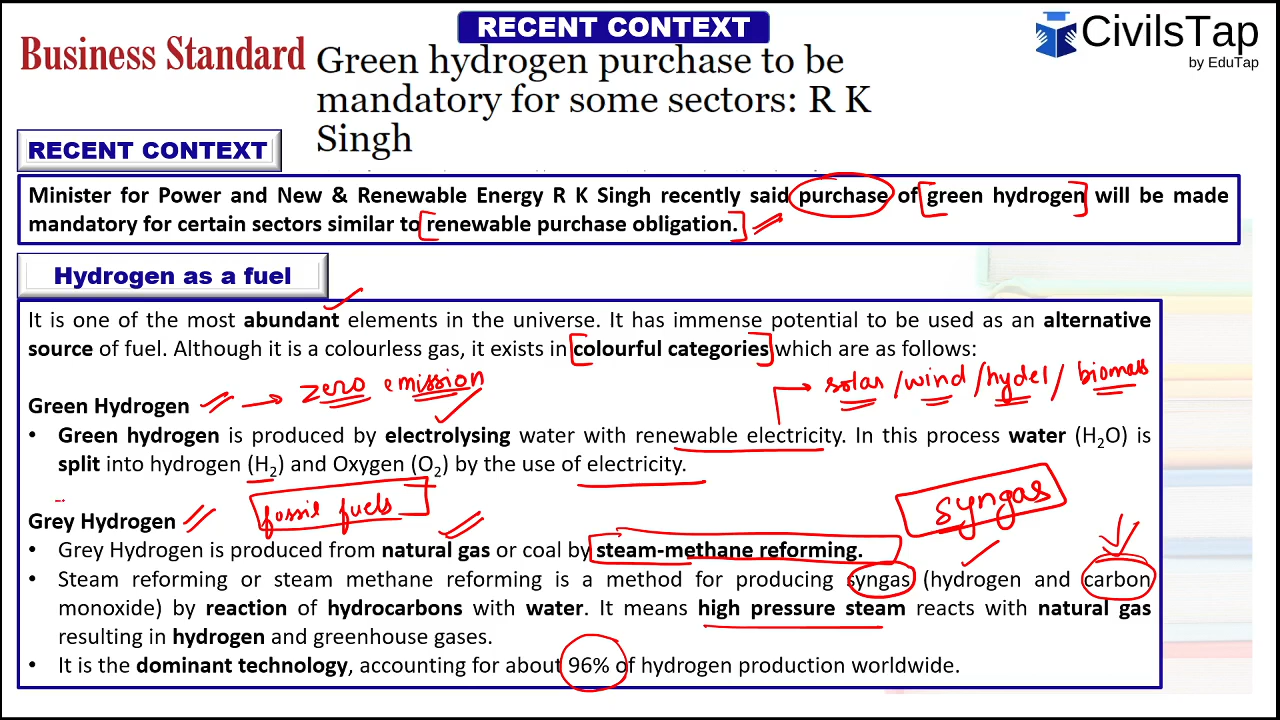 RECENT CONTEXT
Business Standard
Green hydrogen purchase to be
mandatory for some sectors: R K
Singh
CivilsTap
by EduTap
RECENT CONTEXT
Minister for Power and New & Renewable Energy R K Singh recently said purchase of green hydrogen will be made
mandatory for certain sectors similar to renewable purchase obligation.
Hydrogen as a fuel
It is one of the most abundant elements in the universe. It has immense potential to be used as an alternative
source of fuel. Although it is a colourless gas, it exists in colourful categories which are as follows:
zero emission
solar / wind / hydel / biomass
Green Hydrogen
• Green hydrogen is produced by electrolysing water with renewable electricity. In this process water (H₂O) is
split into hydrogen (H₂) and Oxygen (O₂) by the use of electricity.
fossil fuels
syngas
Grey Hydrogen
• Grey Hydrogen is produced from natural gas or coal by steam-methane reforming.
• Steam reforming or steam methane reforming is a method for producing syngas (hydrogen and carbon
monoxide) by reaction of hydrocarbons with water. It means high pressure steam reacts with natural gas
resulting in hydrogen and greenhouse gases.
• It is the dominant technology, accounting for about 96% of hydrogen production worldwide.